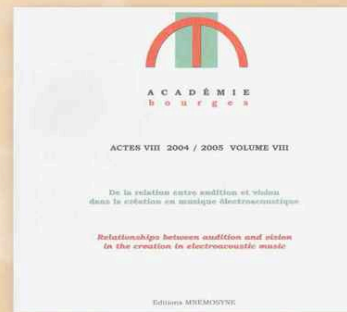 ACADÉMIE
bourges
ACTES VIII 2004 / 2005 VOLUME VIII
De la relation entre audition et vision
dans la création en musique électroacoustique
Relationships between audition and vision
in the creation in electroacoustic music
Editions MNEMOSYNE